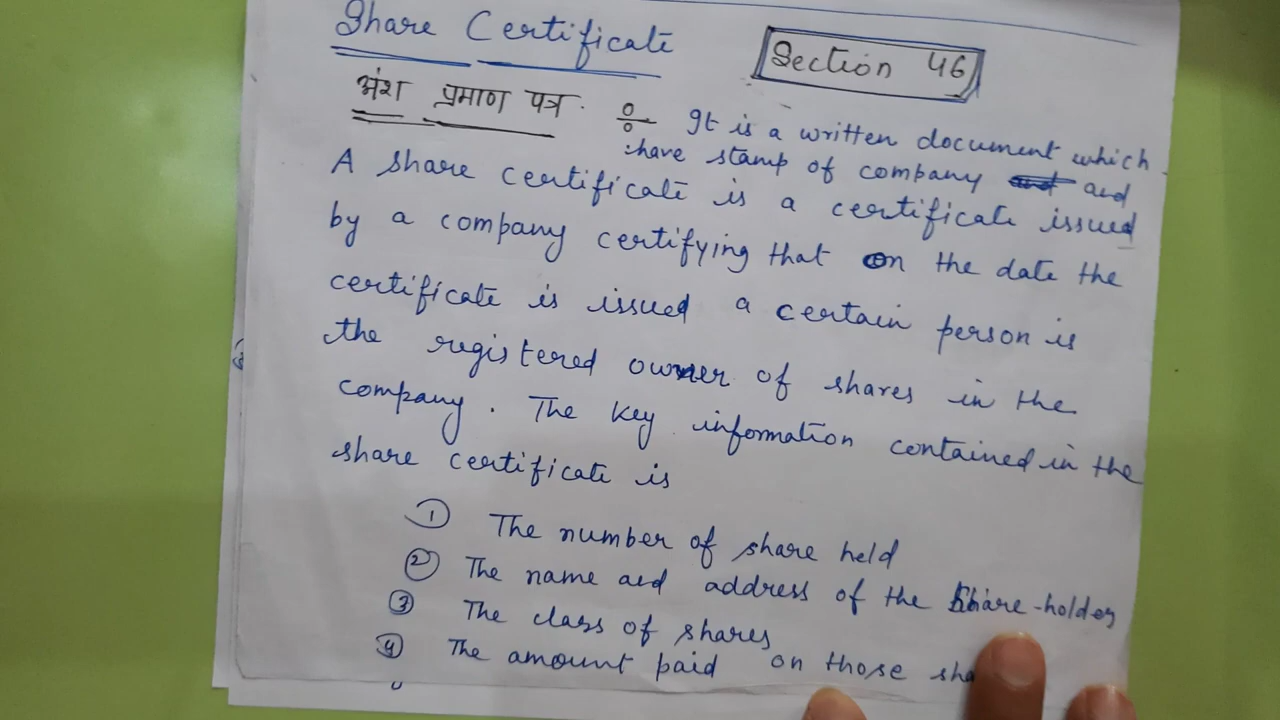 Share Certificate
Section 46
अंश प्रमाण पत्र :- It is a written document which
have stamp of company and and
A share certificate is a certificate issued
by a company certifying that on the date the
certificate is issued a certain person is
the registered owner of shares in the
company. The key information contained in the
share certificate is
① The number of share held
② The name and address of the Share-holder
③ The class of shares
④ The amount paid on those